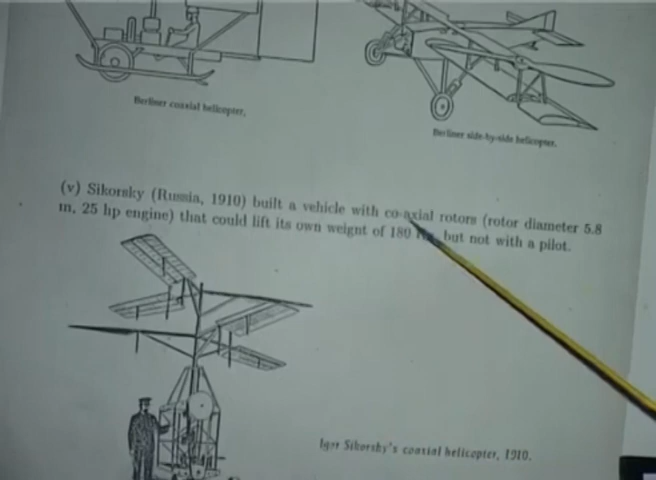 Berliner coaxial helicopter.
Berliner side-by-side helicopter.
(v) Sikorsky (Russia, 1910) built a vehicle with co-axial rotors (rotor diameter 5.8
m, 25 hp engine) that could lift its own weight of 180 but not with a pilot.
Igor Sikorsky's coaxial helicopter, 1910.